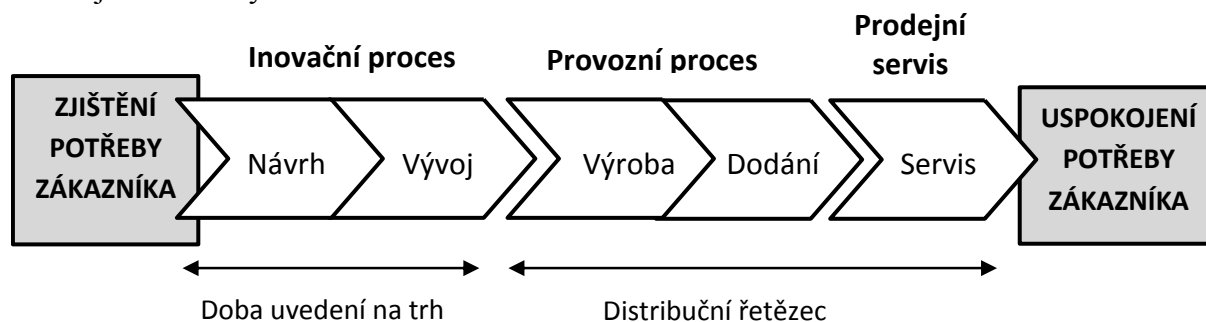 Inovační proces
Provozní proces
Prodejní
servis
ZJIŠTĚNÍ
POTŘEBY
ZÁKAZNÍKA
Návrh
Vývoj
Výroba
Dodání
Servis
USPOKOJENÍ
POTŘEBY
ZÁKAZNÍKA
Doba uvedení na trh
Distribuční řetězec